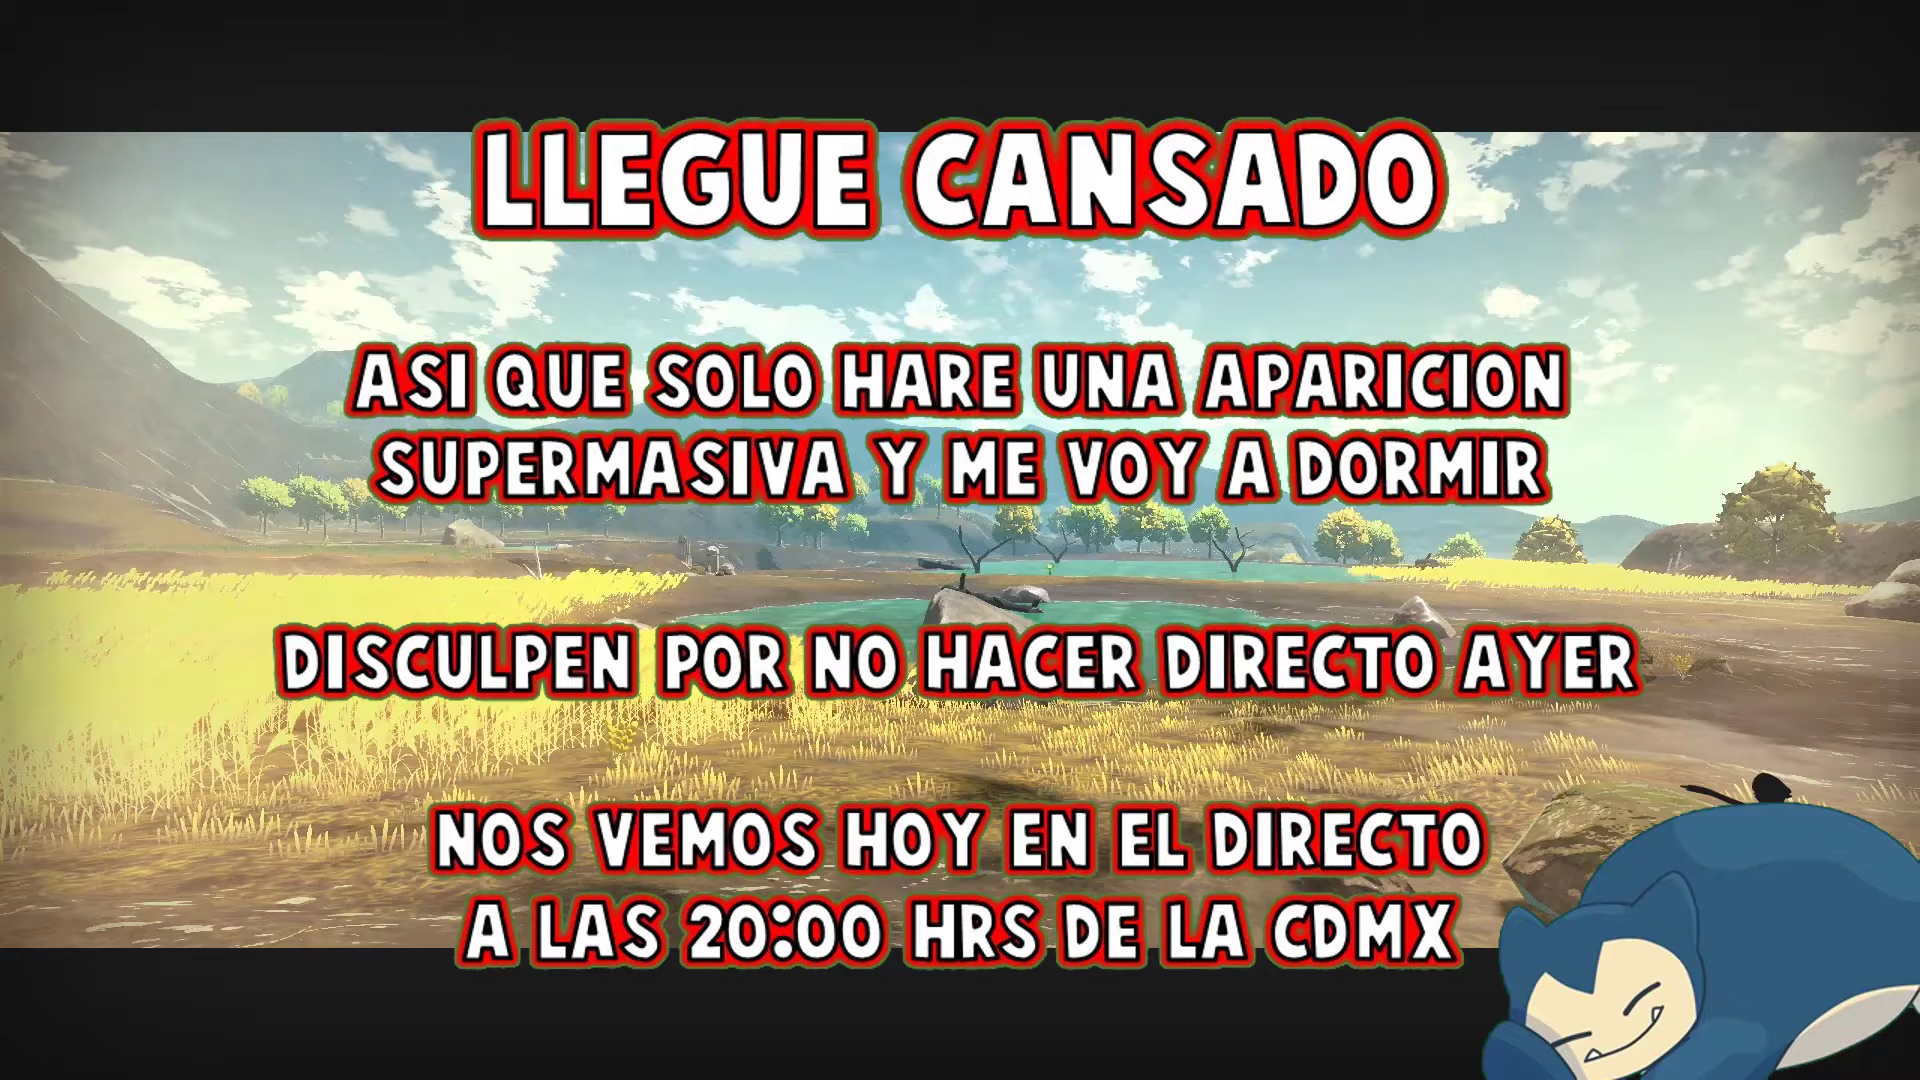 LLEGUE CANSADO
ASI QUE SOLO HARE UNA APARICION
SUPERMASIVA Y ME VOY A DORMIR
DISCULPEN POR NO HACER DIRECTO AYER
NOS VEMOS HOY EN EL DIRECTO
A LAS 20:00 HRS DE LA CDMX